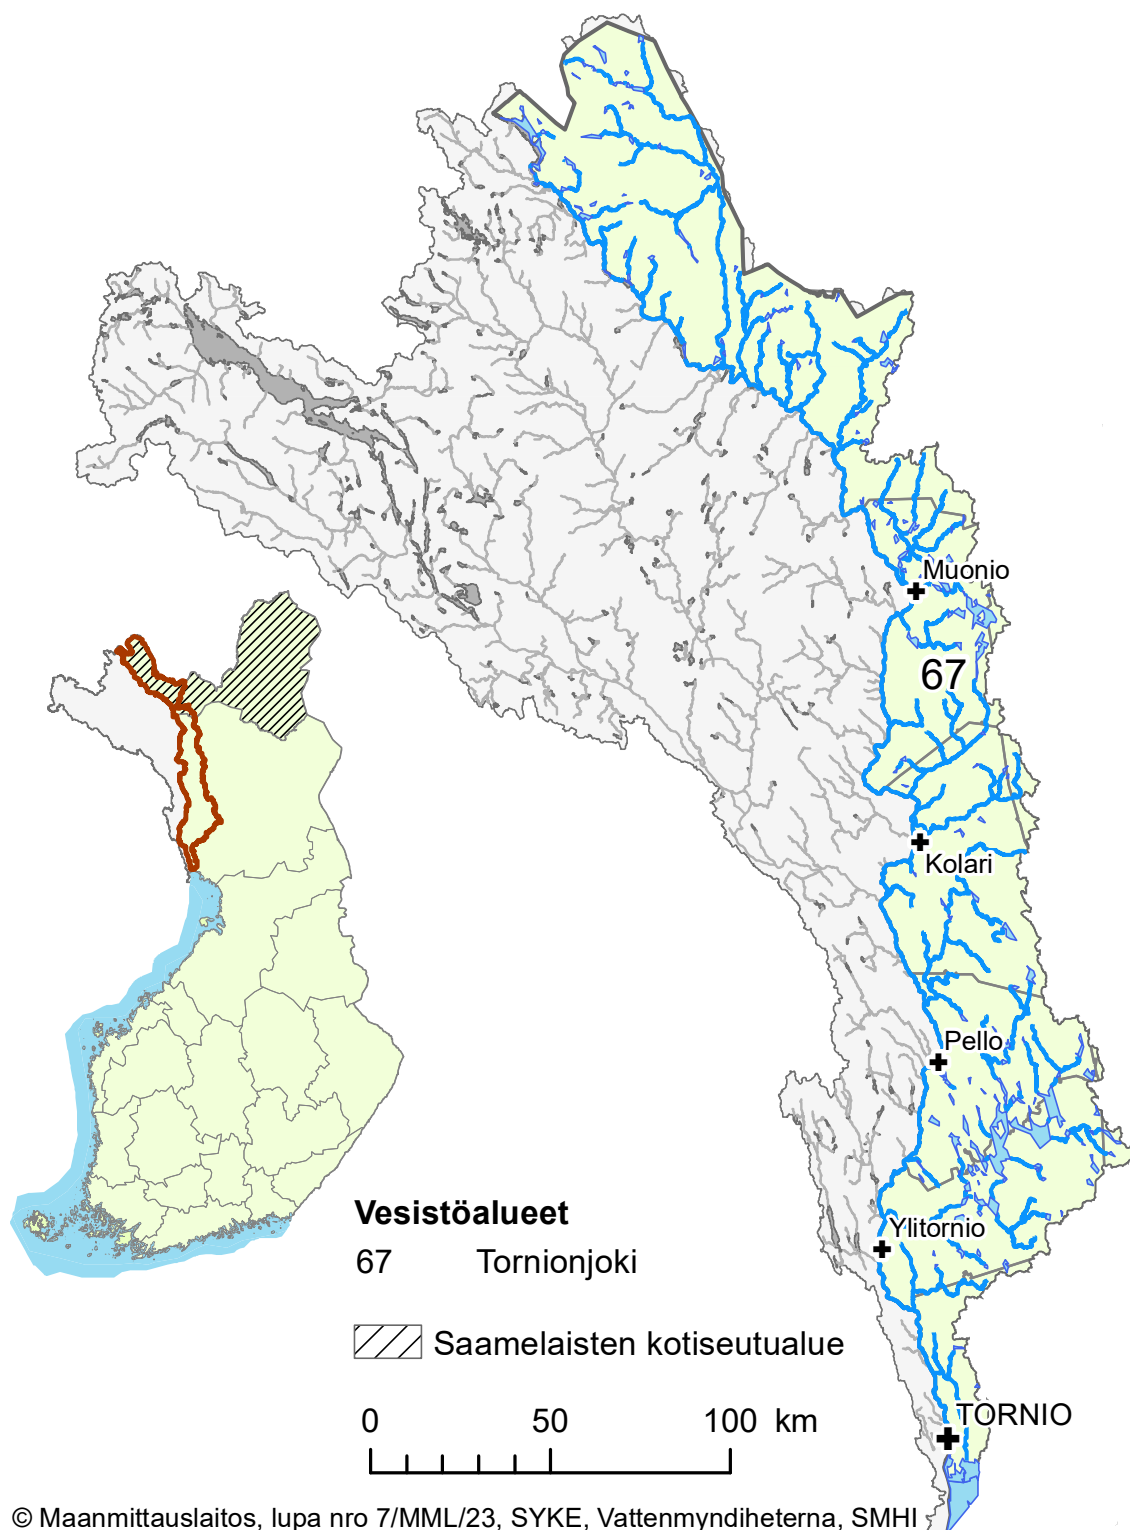 Muonio
67
Kolari
Pello
Ylitornio
TORNIO
Vesistöalueet
67 Tornionjoki
Saamelaisten kotiseutualue
0 50 100 km
© Maanmittauslaitos, lupa nro 7/MML/23, SYKE, Vattenmyndiheterna, SMHI